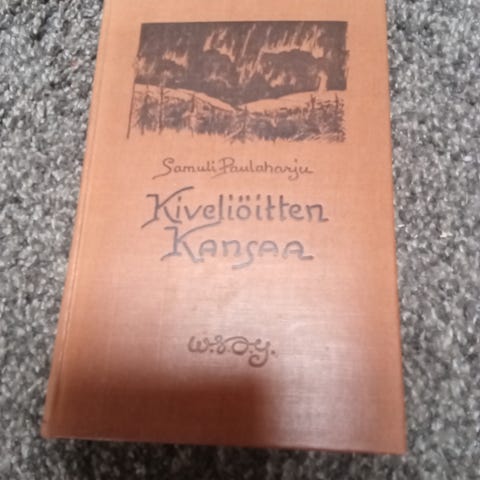 Samuli Paulaharju
Kiveliöitten
Kansaa
W.S.O.Y.